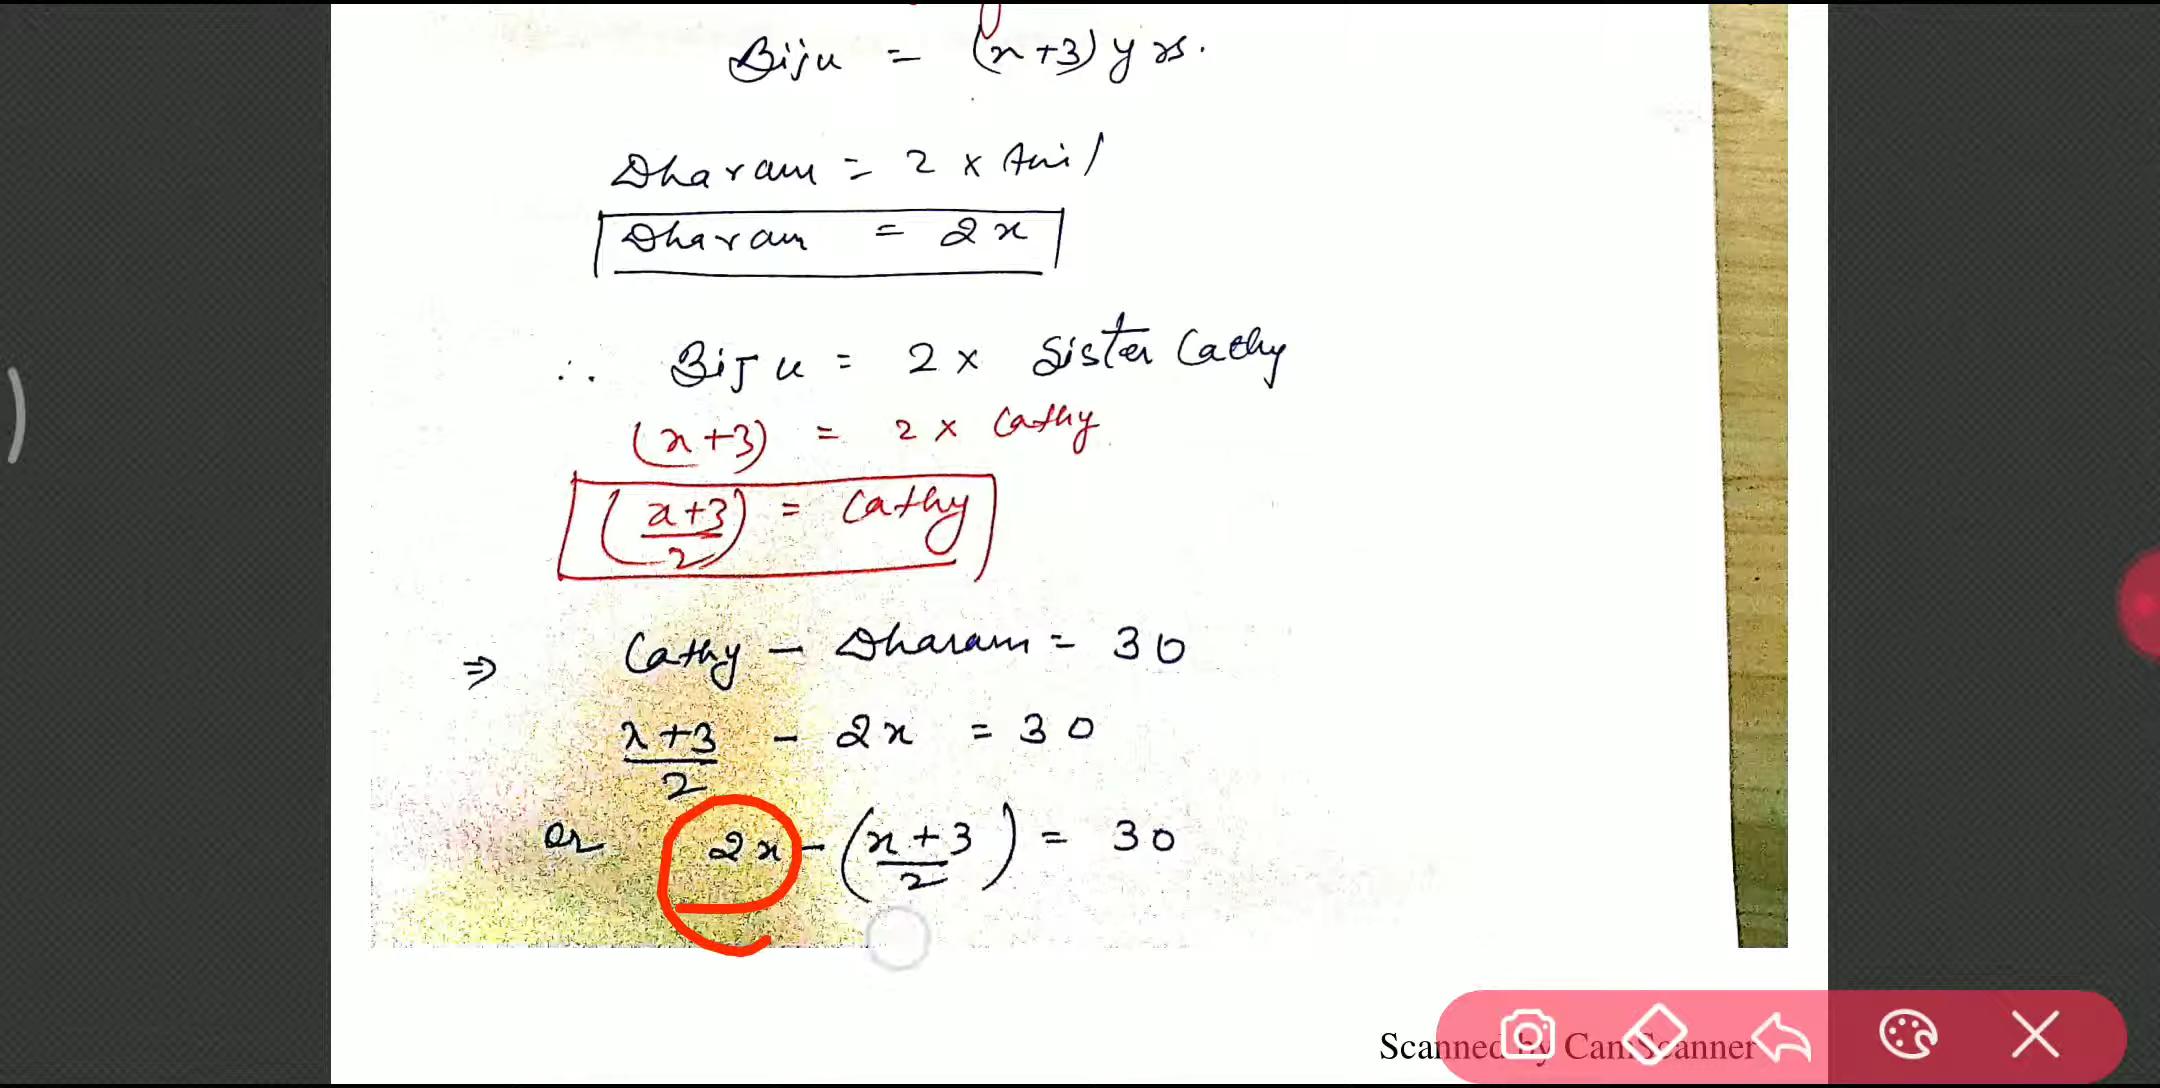 Biju = (x+3) yrs.
Dharam = 2 x Anil
Dharam = 2x
∴ Biju = 2 x Sister Cathy
(x+3) = 2 x Cathy
(x+3/2) = Cathy
⇒ Cathy - Dharam = 30
x+3/2 - 2x = 30
or 2x - (x+3/2) = 30
Scanned by CamScanner